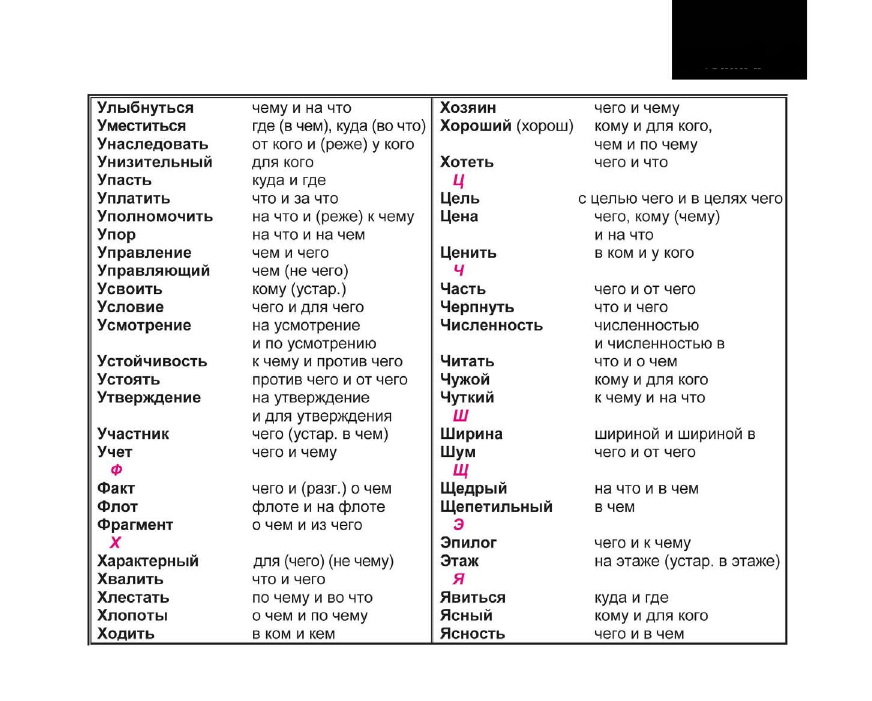 Улыбнуться чему и на что
Уместиться где (в чем), куда (во что)
Унаследовать от кого и (реже) у кого
Унизительный для кого
Упасть куда и где
Уплатить что и за что
Уполномочить на что и (реже) к чему
Упор на что и на чем
Управление чем и чего
Управляющий чем (не чего)
Усвоить кому (устар.)
Условие чего и для чего
Усмотрение на усмотрение
и по усмотрению
Устойчивость к чему и против чего
Устоять против чего и от чего
Утверждение на утверждение
и для утверждения
Участник чего (устар. в чем)
Учет чего и чему
Ф
Факт чего и (разг.) о чем
Флот флоте и на флоте
Фрагмент о чем и из чего
Х
Характерный для (чего) (не чему)
Хвалить что и чего
Хлестать по чему и во что
Хлопоты о чем и по чему
Ходить в ком и кем
Хозяин чего и чему
Хороший (хорош) кому и для кого,
чем и по чему
Хотеть чего и что
Ц
Цель с целью чего и в целях чего
Цена чего, кому (чему)
и на что
Ценить в ком и у кого
Ч
Часть чего и от чего
Черпнуть что и чего
Численность численностью
и численностью в
Читать что и о чем
Чужой кому и для кого
Чуткий к чему и на что
Ш
Ширина шириной и шириной в
Шум чего и от чего
Щ
Щедрый на что и в чем
Щепетильный в чем
Э
Эпилог чего и к чему
Этаж на этаже (устар. в этаже)
Я
Явиться куда и где
Ясный кому и для кого
Ясность чего и в чем